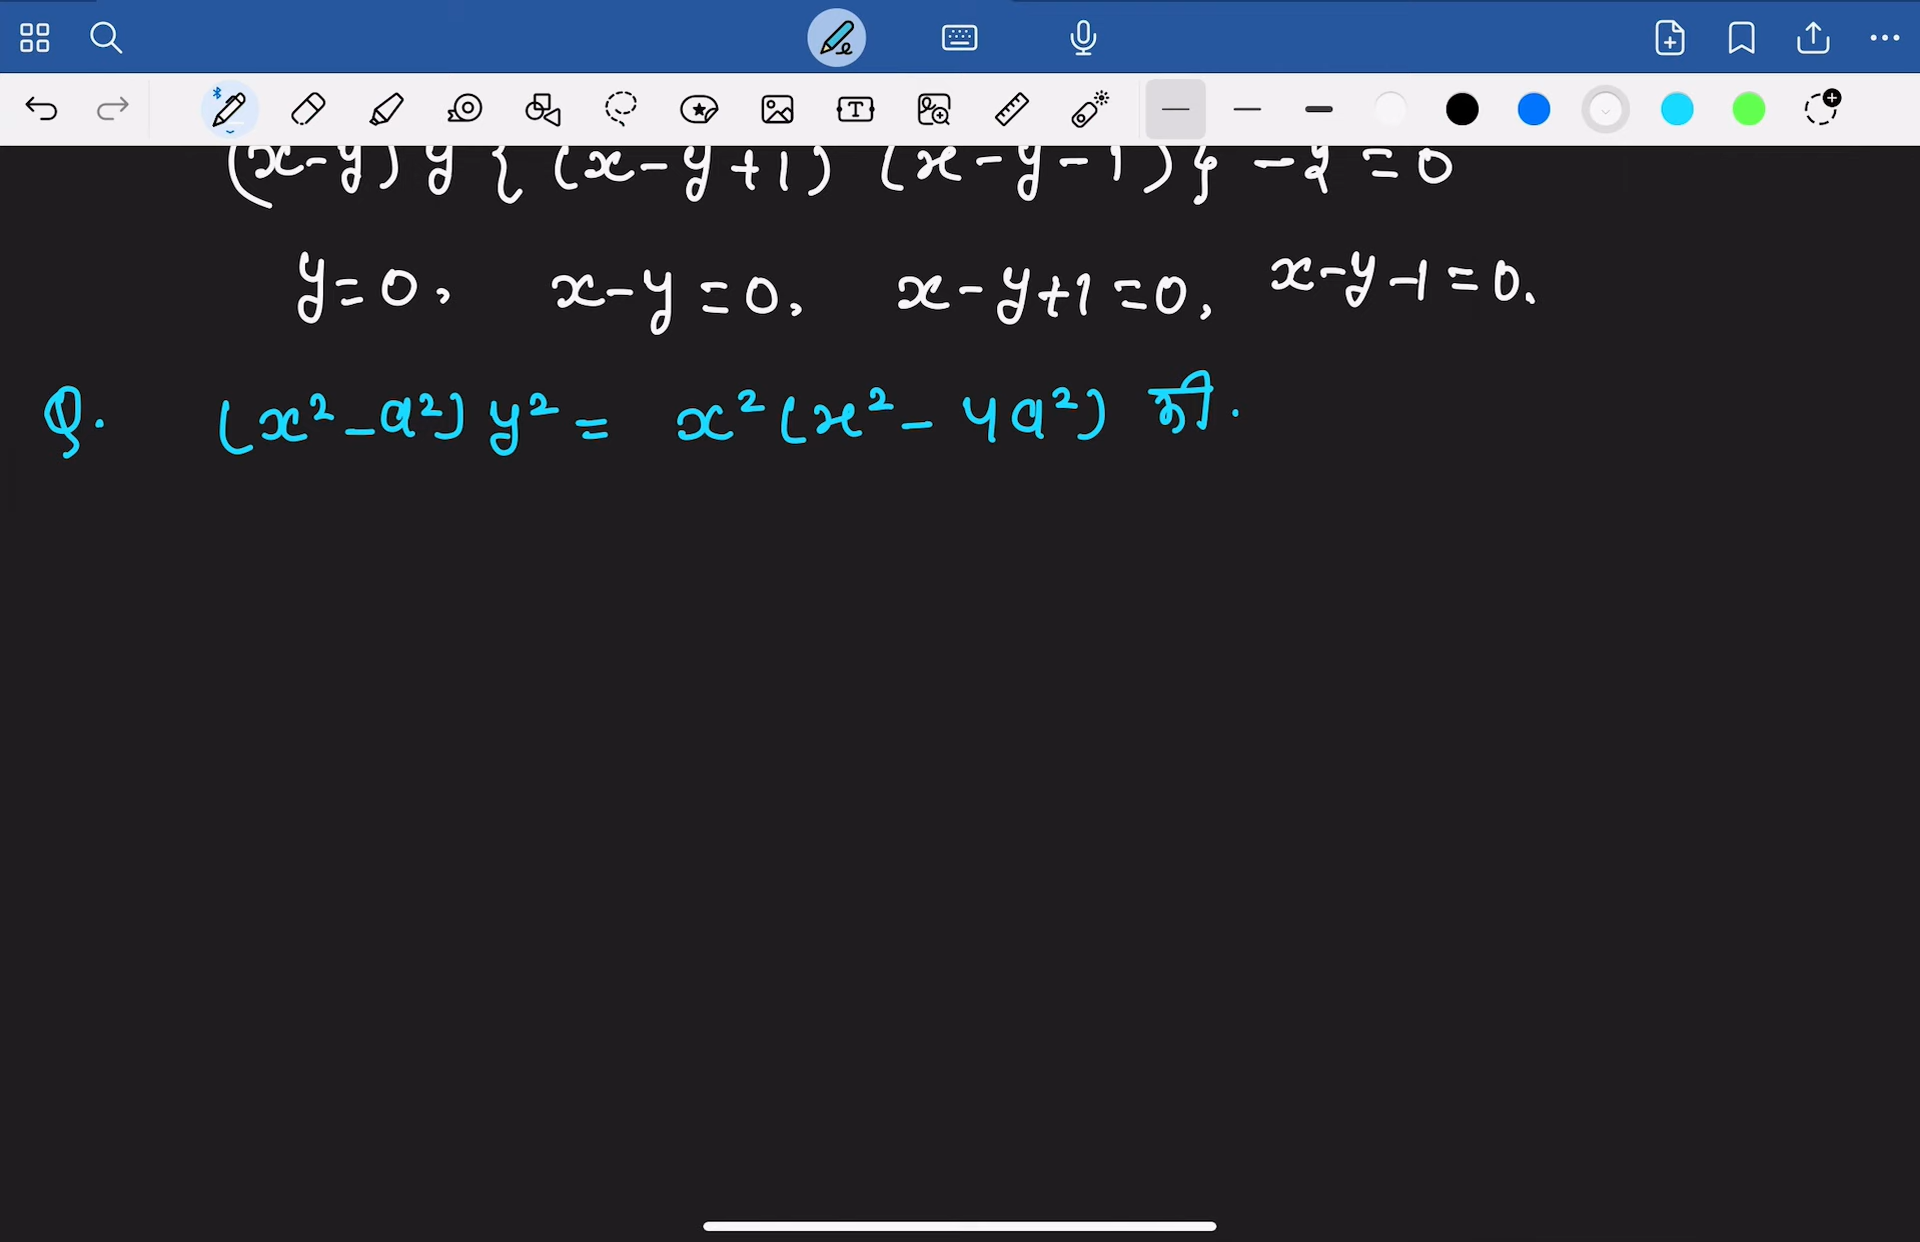 (x-y) y { (x-y+1) (x-y-1)} - 2 = 0
y=0, x-y=0, x-y+1=0, x-y-1=0.
Q. (x²-a²) y² = x²(x²-4a²) की.